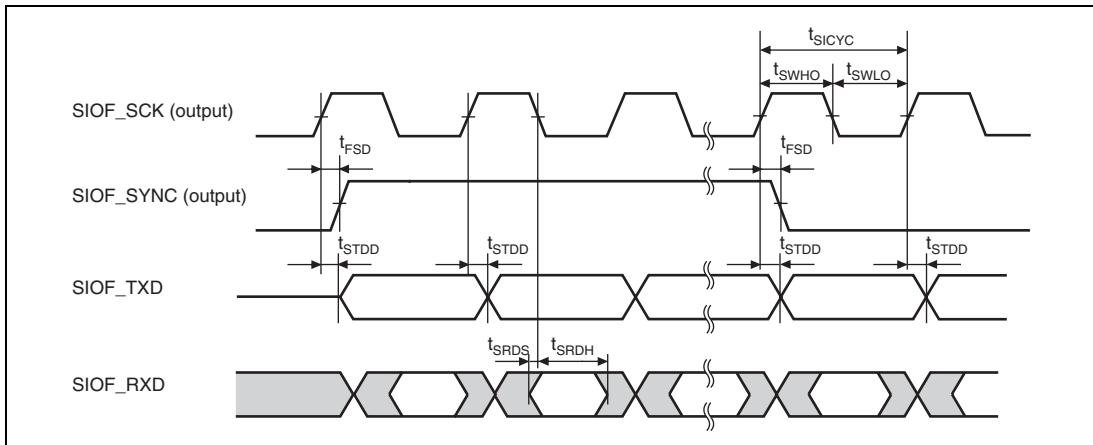 tSICYC
tSWHO tSWLO
SIOF_SCK (output)
tFSD tFSD
SIOF_SYNC (output)
tSTDD tSTDD tSTDD tSTDD
SIOF_TXD
tSRDS tSRDH
SIOF_RXD